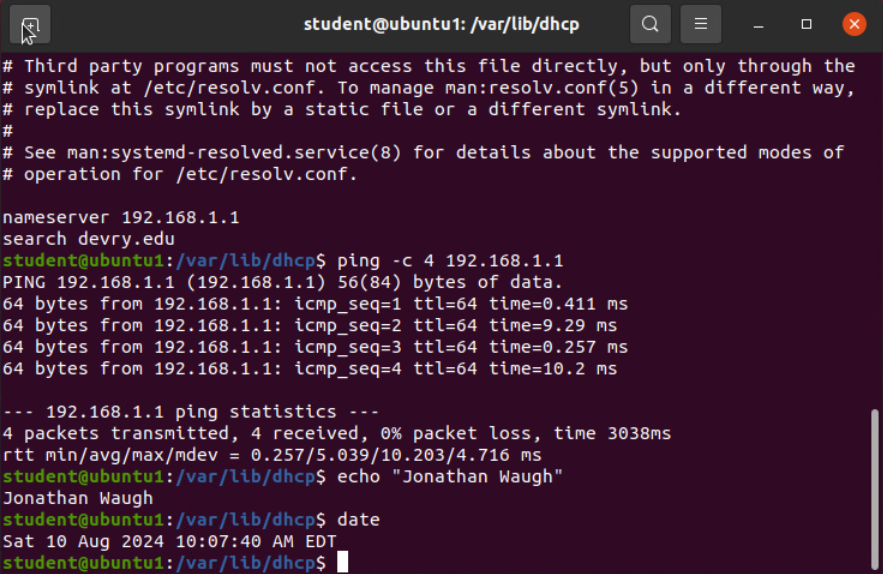 student@ubuntu1: /var/lib/dhcp
# Third party programs must not access this file directly, but only through the
# symlink at /etc/resolv.conf. To manage man:resolv.conf(5) in a different way,
# replace this symlink by a static file or a different symlink.
#
# See man:systemd-resolved.service(8) for details about the supported modes of
# operation for /etc/resolv.conf.
nameserver 192.168.1.1
search devry.edu
student@ubuntu1:/var/lib/dhcp$ ping -c 4 192.168.1.1
PING 192.168.1.1 (192.168.1.1) 56(84) bytes of data.
64 bytes from 192.168.1.1: icmp_seq=1 ttl=64 time=0.411 ms
64 bytes from 192.168.1.1: icmp_seq=2 ttl=64 time=9.29 ms
64 bytes from 192.168.1.1: icmp_seq=3 ttl=64 time=0.257 ms
64 bytes from 192.168.1.1: icmp_seq=4 ttl=64 time=10.2 ms
--- 192.168.1.1 ping statistics ---
4 packets transmitted, 4 received, 0% packet loss, time 3038ms
rtt min/avg/max/mdev = 0.257/5.039/10.203/4.716 ms
student@ubuntu1:/var/lib/dhcp$ echo "Jonathan Waugh"
Jonathan Waugh
student@ubuntu1:/var/lib/dhcp$ date
Sat 10 Aug 2024 10:07:40 AM EDT
student@ubuntu1:/var/lib/dhcp$